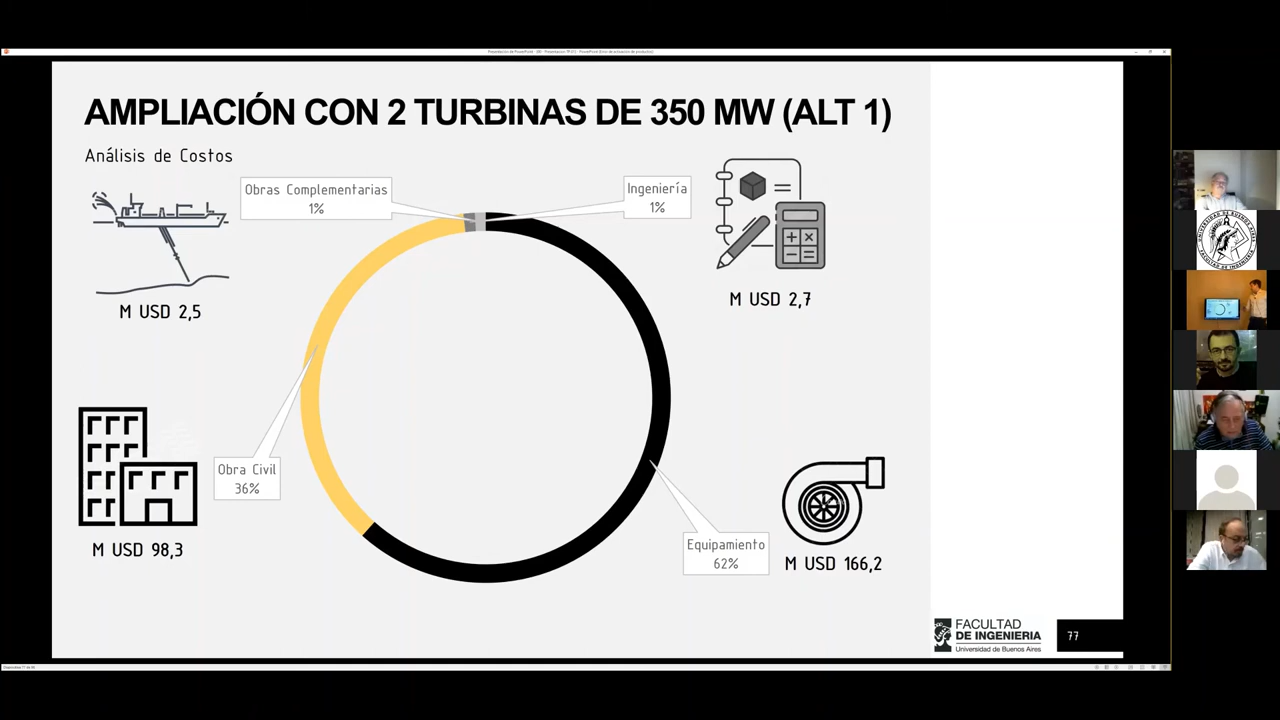 AMPLIACIÓN CON 2 TURBINAS DE 350 MW (ALT 1)
Análisis de Costos
Obras Complementarias
1%
Ingeniería
1%
M USD 2,5
M USD 2,7
Obra Civil
36%
M USD 98,3
Equipamiento
62%
M USD 166,2
FACULTAD
DE INGENIERIA
Universidad de Buenos Aires
77